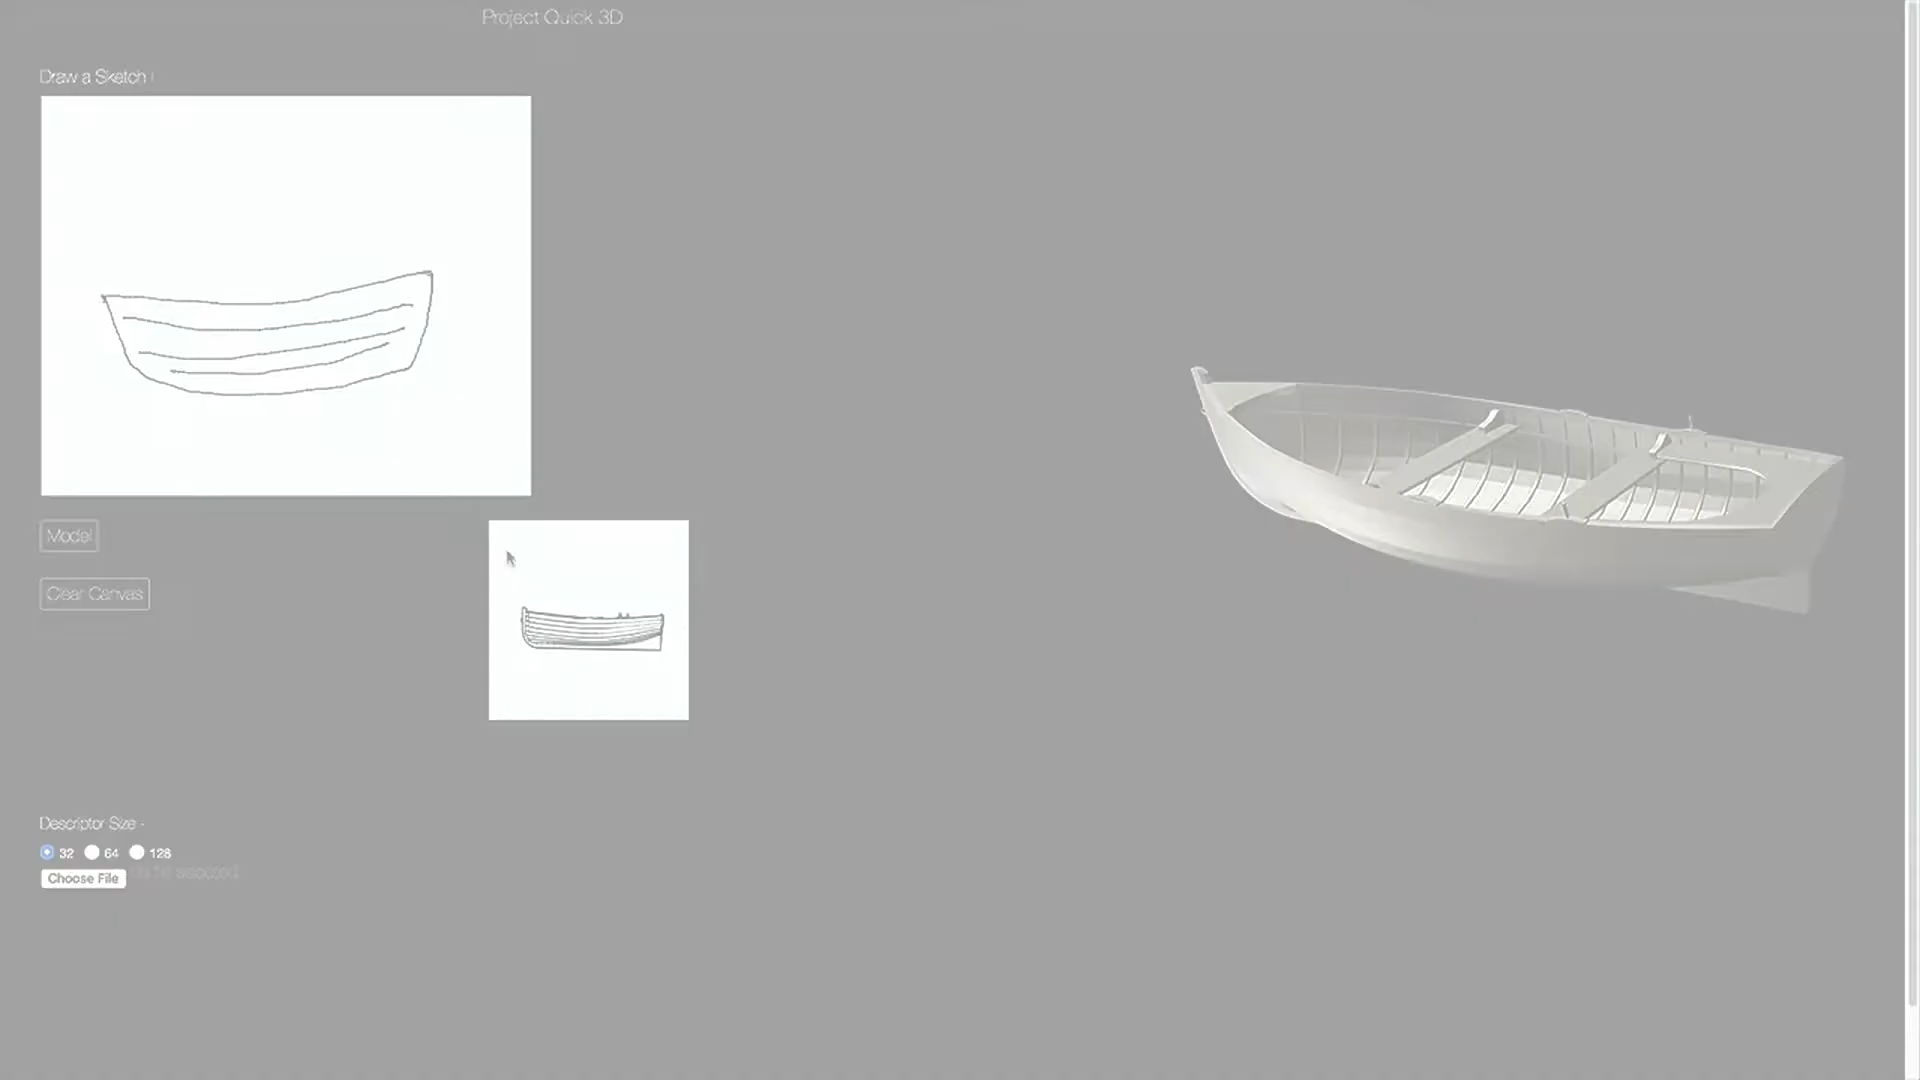 Project Quick 3D
Draw a Sketch :
Model
Clear Canvas
Descriptor Size -
32 64 128
Choose File